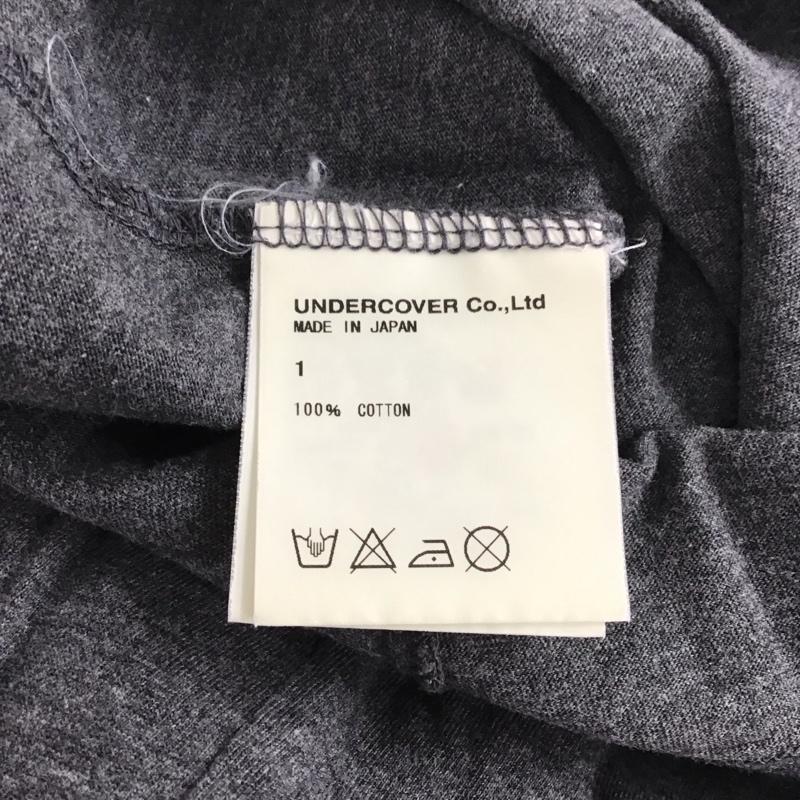 UNDERCOVER Co.,Ltd
MADE IN JAPAN
1
100% COTTON